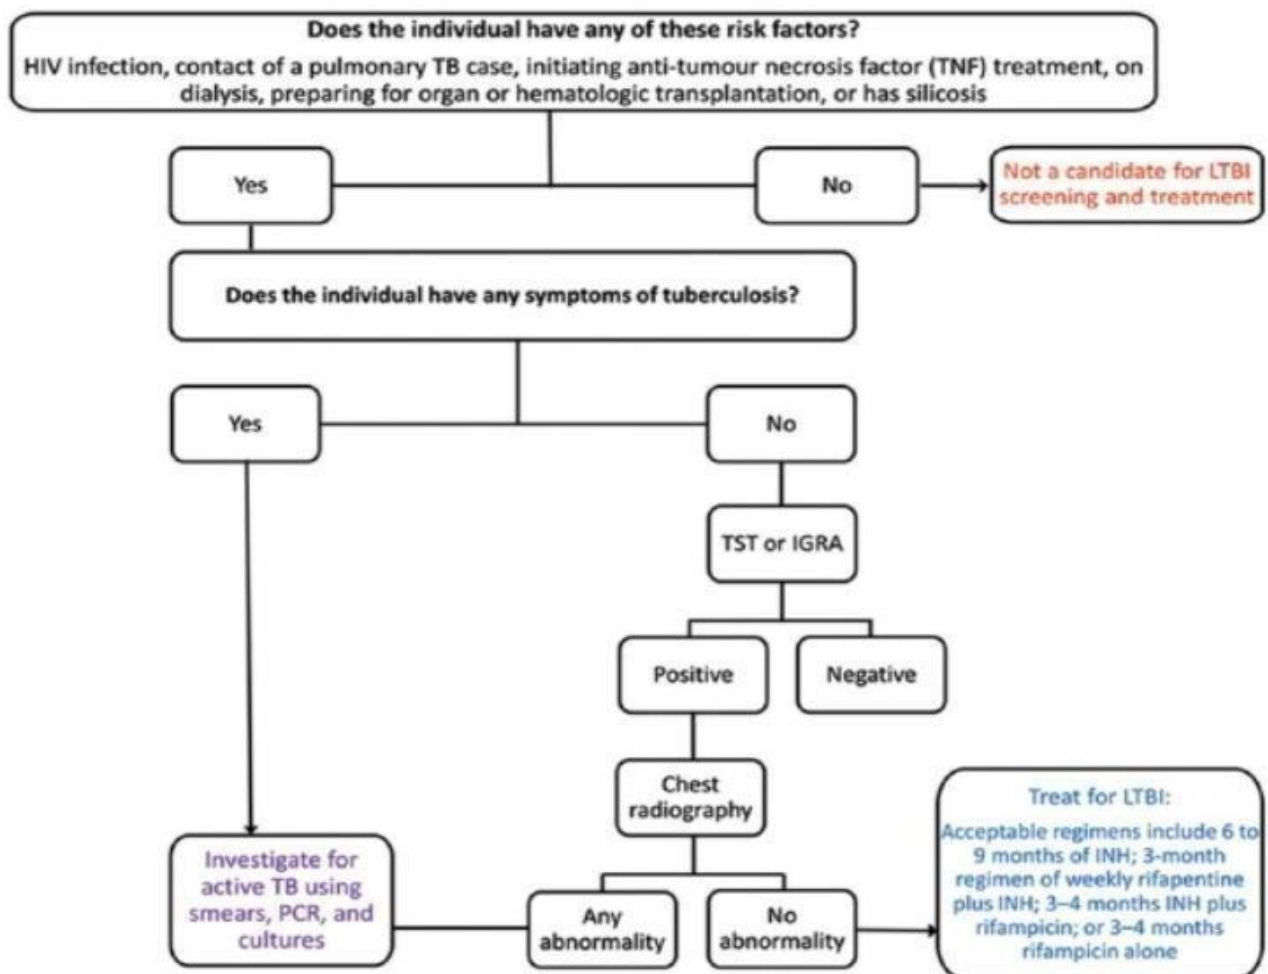 Does the individual have any of these risk factors?
HIV infection, contact of a pulmonary TB case, initiating anti-tumour necrosis factor (TNF) treatment, on
dialysis, preparing for organ or hematologic transplantation, or has silicosis
Yes
No
Not a candidate for LTBI
screening and treatment
Does the individual have any symptoms of tuberculosis?
Yes
No
TST or IGRA
Positive
Negative
Chest
radiography
Any
abnormality
No
abnormality
Investigate for
active TB using
smears, PCR, and
cultures
Treat for LTBI:
Acceptable regimens include 6 to
9 months of INH; 3-month
regimen of weekly rifapentine
plus INH; 3–4 months INH plus
rifampicin; or 3–4 months
rifampicin alone